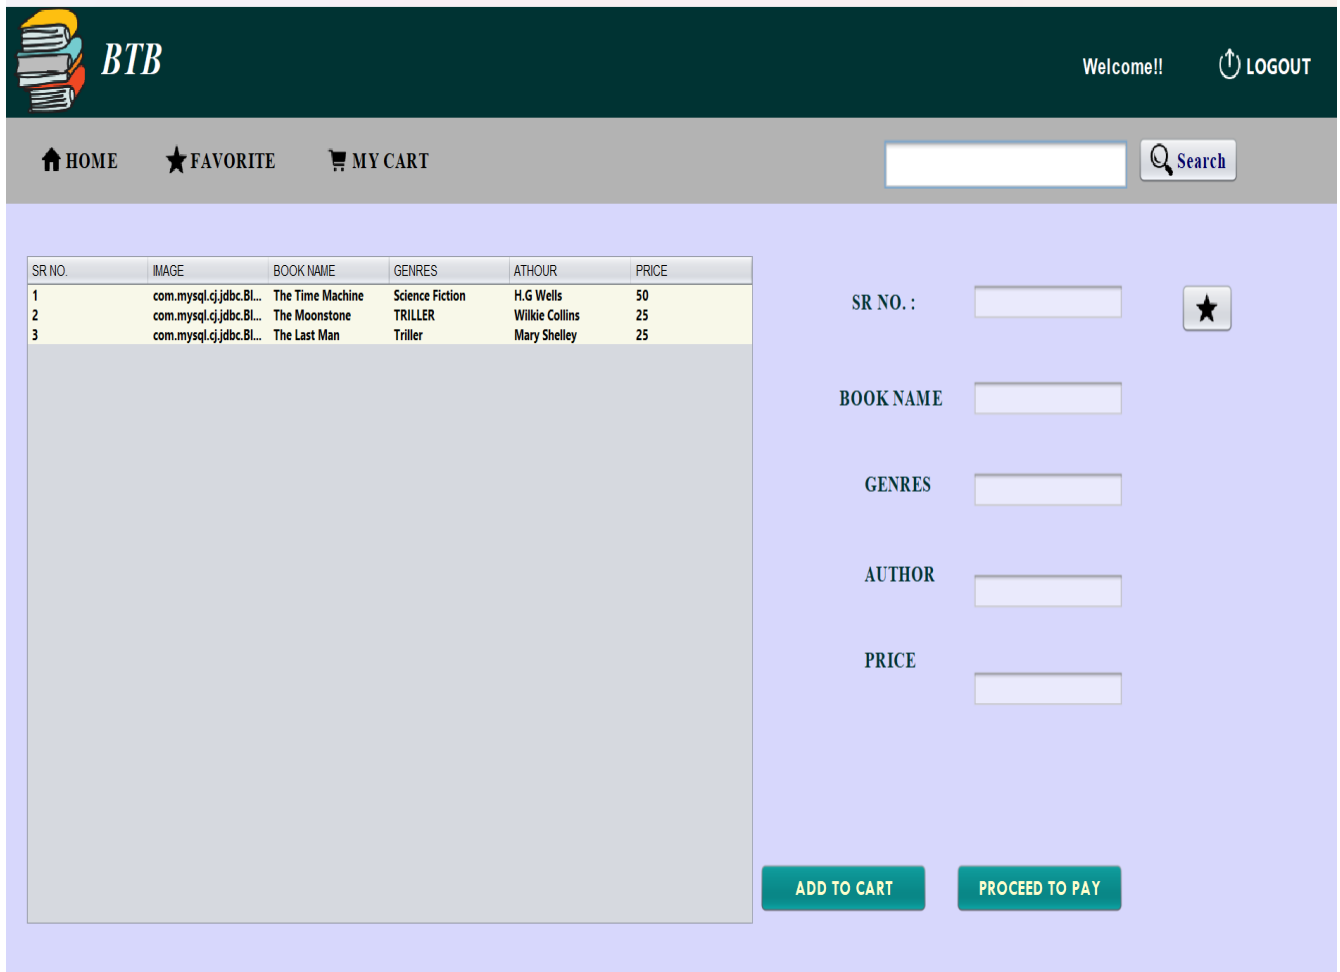 BTB
Welcome!! LOGOUT
HOME FAVORITE MY CART Search
SR NO. IMAGE BOOK NAME GENRES ATHOUR PRICE
1 com.mysql.cj.jdbc.Bl... The Time Machine Science Fiction H.G Wells 50
2 com.mysql.cj.jdbc.Bl... The Moonstone TRILLER Wilkie Collins 25
3 com.mysql.cj.jdbc.Bl... The Last Man Triller Mary Shelley 25
SR NO. :
BOOK NAME
GENRES
AUTHOR
PRICE
ADD TO CART PROCEED TO PAY